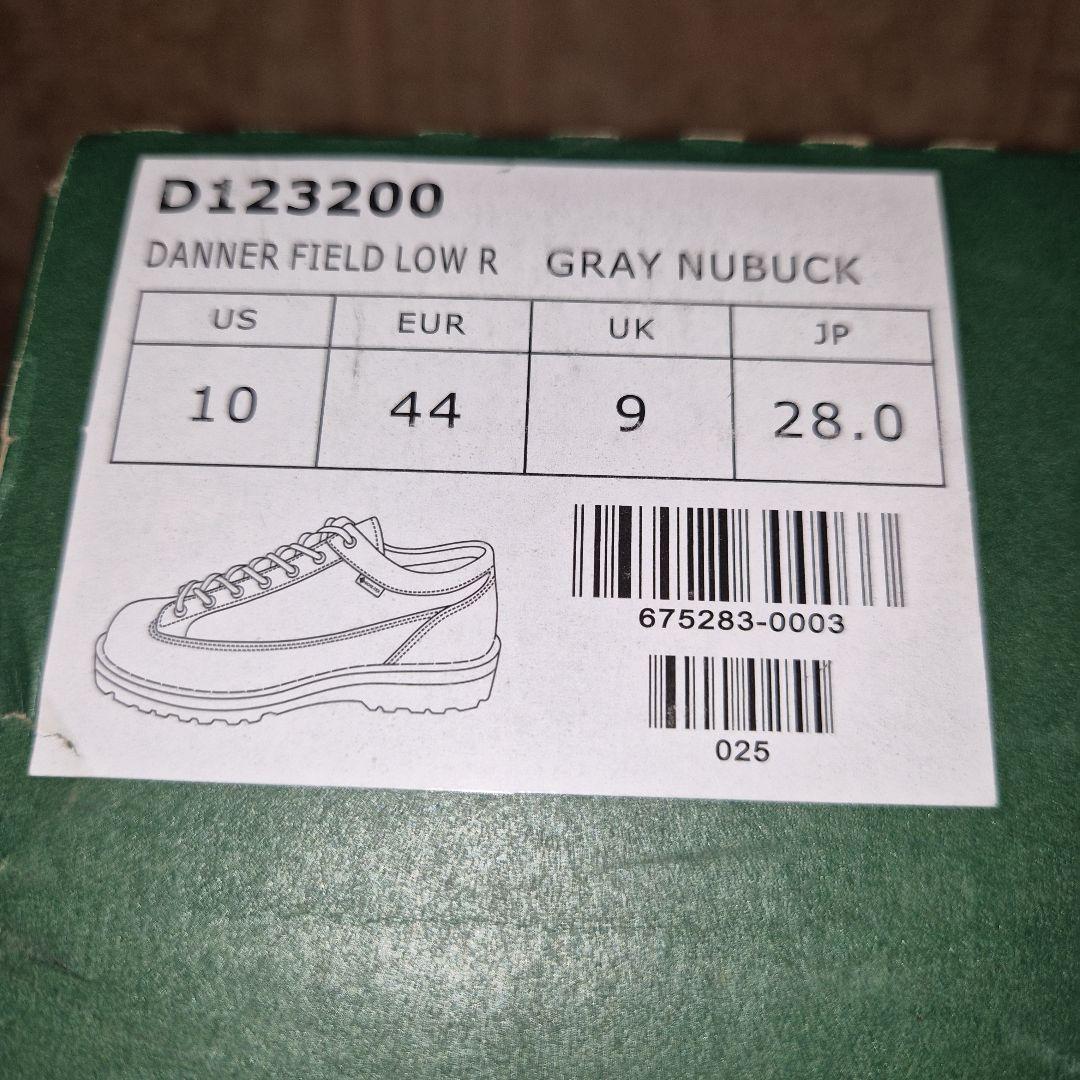 D123200
DANNER FIELD LOW R GRAY NUBUCK
US EUR UK JP
10 44 9 28.0
675283-0003
025